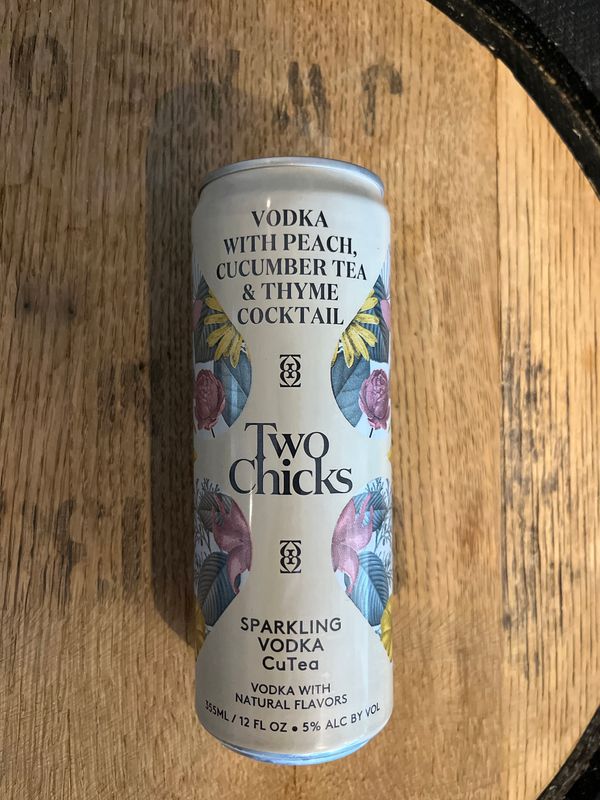 VODKA
WITH PEACH,
CUCUMBER TEA
& THYME
COCKTAIL
Two
Chicks
SPARKLING
VODKA
CuTea
VODKA WITH
NATURAL FLAVORS
355ML / 12 FL OZ • 5% ALC BY VOL